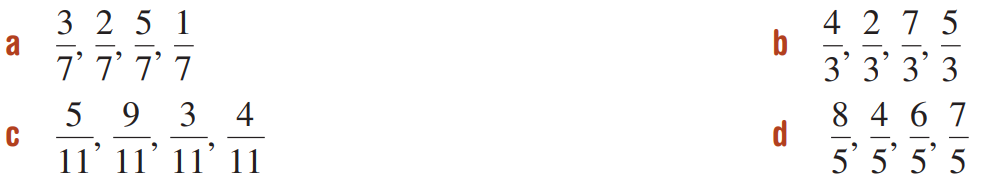 a 3/7, 2/7, 5/7, 1/7
b 4/3, 2/3, 7/3, 5/3
c 5/11, 9/11, 3/11, 4/11
d 8/5, 4/5, 6/5, 7/5